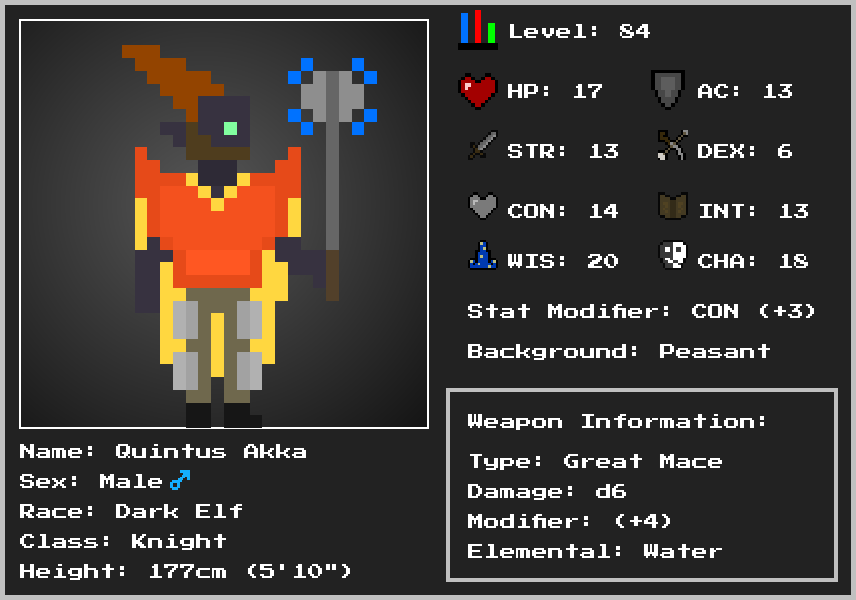 Level: 84
HP: 17
AC: 13
STR: 13
DEX: 6
CON: 14
INT: 13
WIS: 20
CHA: 18
Stat Modifier: CON (+3)
Background: Peasant
Weapon Information:
Type: Great Mace
Damage: d6
Modifier: (+4)
Elemental: Water
Name: Quintus Akka
Sex: Male♂
Race: Dark Elf
Class: Knight
Height: 177cm (5'10")